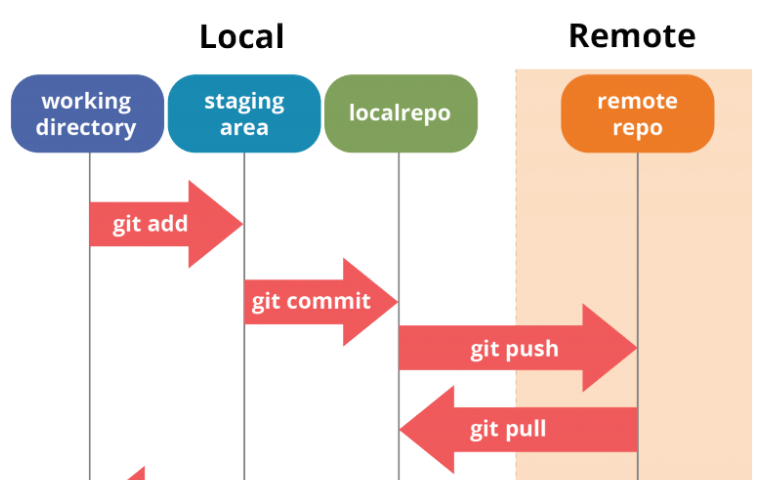 Local
Remote
working
directory
staging
area
localrepo
remote
repo
git add
git commit
git push
git pull